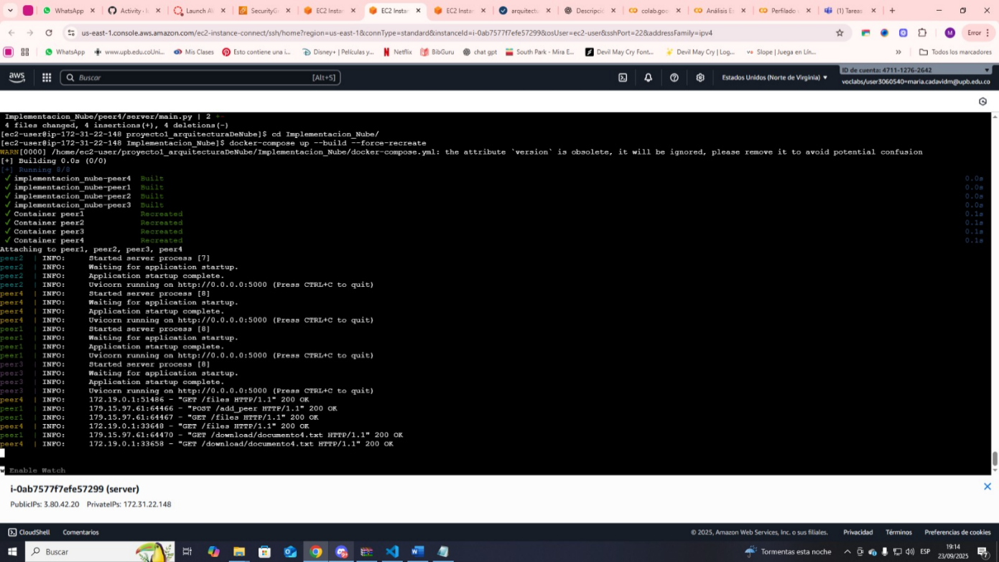 WhatsApp
Activity · l
Launch AW
SecurityG
EC2 Instan
EC2 Instan
EC2 Instan
arquitectu
Descripció
colab.goo
Análisis Es
Perfilado d
(1) Tareas
us-east-1.console.aws.amazon.com/ec2-instance-connect/ssh/home?region=us-east-1&connType=standard&instanceId=i-0ab7577f7efe57299&osUser=ec2-user&sshPort=22&addressFamily=ipv4
M
Error
WhatsApp
www.upb.edu.coUni...
Mis Clases
Esto contiene una i...
Disney+ | Películas y...
Netflix
BibGuru
chat gpt
South Park - Mira E...
Devil May Cry Font...
Devil May Cry | Log...
Slope | Juega en Lín...
Todos los marcadores
aws
Buscar
[Alt+S]
Estados Unidos (Norte de Virginia)
ID de cuenta: 4711-1276-2642
voclabs/user3060540=maria.cadavidm@upb.edu.co
Implementacion_Nube/peer4/server/main.py | 2 +-
4 files changed, 4 insertions(+), 4 deletions(-)
[ec2-user@ip-172-31-22-148 proyecto1_arquitecturaDeNube]$ cd Implementacion_Nube/
[ec2-user@ip-172-31-22-148 Implementacion_Nube]$ docker-compose up --build --force-recreate
WARN[0000] /home/ec2-user/proyecto1_arquitecturaDeNube/Implementacion_Nube/docker-compose.yml: the attribute `version` is obsolete, it will be ignored, please remove it to avoid potential confusion
[+] Building 0.0s (0/0)
[+] Running 8/8
✓ implementacion_nube-peer4 Built 0.0s
✓ implementacion_nube-peer1 Built 0.0s
✓ implementacion_nube-peer2 Built 0.0s
✓ implementacion_nube-peer3 Built 0.0s
✓ Container peer1 Recreated 0.1s
✓ Container peer2 Recreated 0.1s
✓ Container peer3 Recreated 0.1s
✓ Container peer4 Recreated 0.1s
Attaching to peer1, peer2, peer3, peer4
peer2 | INFO: Started server process [7]
peer2 | INFO: Waiting for application startup.
peer2 | INFO: Application startup complete.
peer2 | INFO: Uvicorn running on http://0.0.0.0:5000 (Press CTRL+C to quit)
peer4 | INFO: Started server process [8]
peer4 | INFO: Waiting for application startup.
peer4 | INFO: Application startup complete.
peer4 | INFO: Uvicorn running on http://0.0.0.0:5000 (Press CTRL+C to quit)
peer1 | INFO: Started server process [8]
peer1 | INFO: Waiting for application startup.
peer1 | INFO: Application startup complete.
peer1 | INFO: Uvicorn running on http://0.0.0.0:5000 (Press CTRL+C to quit)
peer3 | INFO: Started server process [8]
peer3 | INFO: Waiting for application startup.
peer3 | INFO: Application startup complete.
peer3 | INFO: Uvicorn running on http://0.0.0.0:5000 (Press CTRL+C to quit)
peer4 | INFO: 172.19.0.1:51486 - "GET /files HTTP/1.1" 200 OK
peer1 | INFO: 179.15.97.61:64466 - "POST /add_peer HTTP/1.1" 200 OK
peer1 | INFO: 179.15.97.61:64467 - "GET /files HTTP/1.1" 200 OK
peer4 | INFO: 172.19.0.1:33648 - "GET /files HTTP/1.1" 200 OK
peer1 | INFO: 179.15.97.61:64470 - "GET /download/documento4.txt HTTP/1.1" 200 OK
peer4 | INFO: 172.19.0.1:33658 - "GET /download/documento4.txt HTTP/1.1" 200 OK
w Enable Watch
i-0ab7577f7efe57299 (server)
PublicIPs: 3.80.42.20 PrivateIPs: 172.31.22.148
CloudShell
Comentarios
© 2025, Amazon Web Services, Inc. o sus filiales.
Privacidad
Términos
Preferencias de cookies
Buscar
Tormentas esta noche
ESP
19:14
23/09/2025